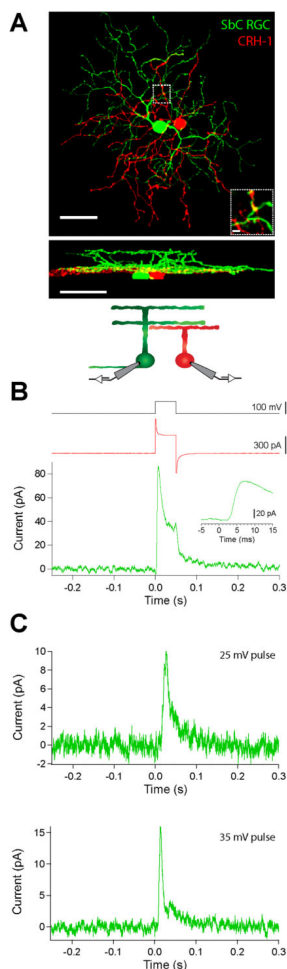 A
SbC RGC
CRH-1
B
100 mV
300 pA
80
60
40
20
0
Current (pA)
20 pA
-5 0 5 10 15
Time (ms)
-0.2 -0.1 0.0 0.1 0.2 0.3
Time (s)
C
25 mV pulse
10
8
6
4
2
0
-2
Current (pA)
-0.2 -0.1 0.0 0.1 0.2 0.3
Time (s)
35 mV pulse
15
10
5
0
Current (pA)
-0.2 -0.1 0.0 0.1 0.2 0.3
Time (s)